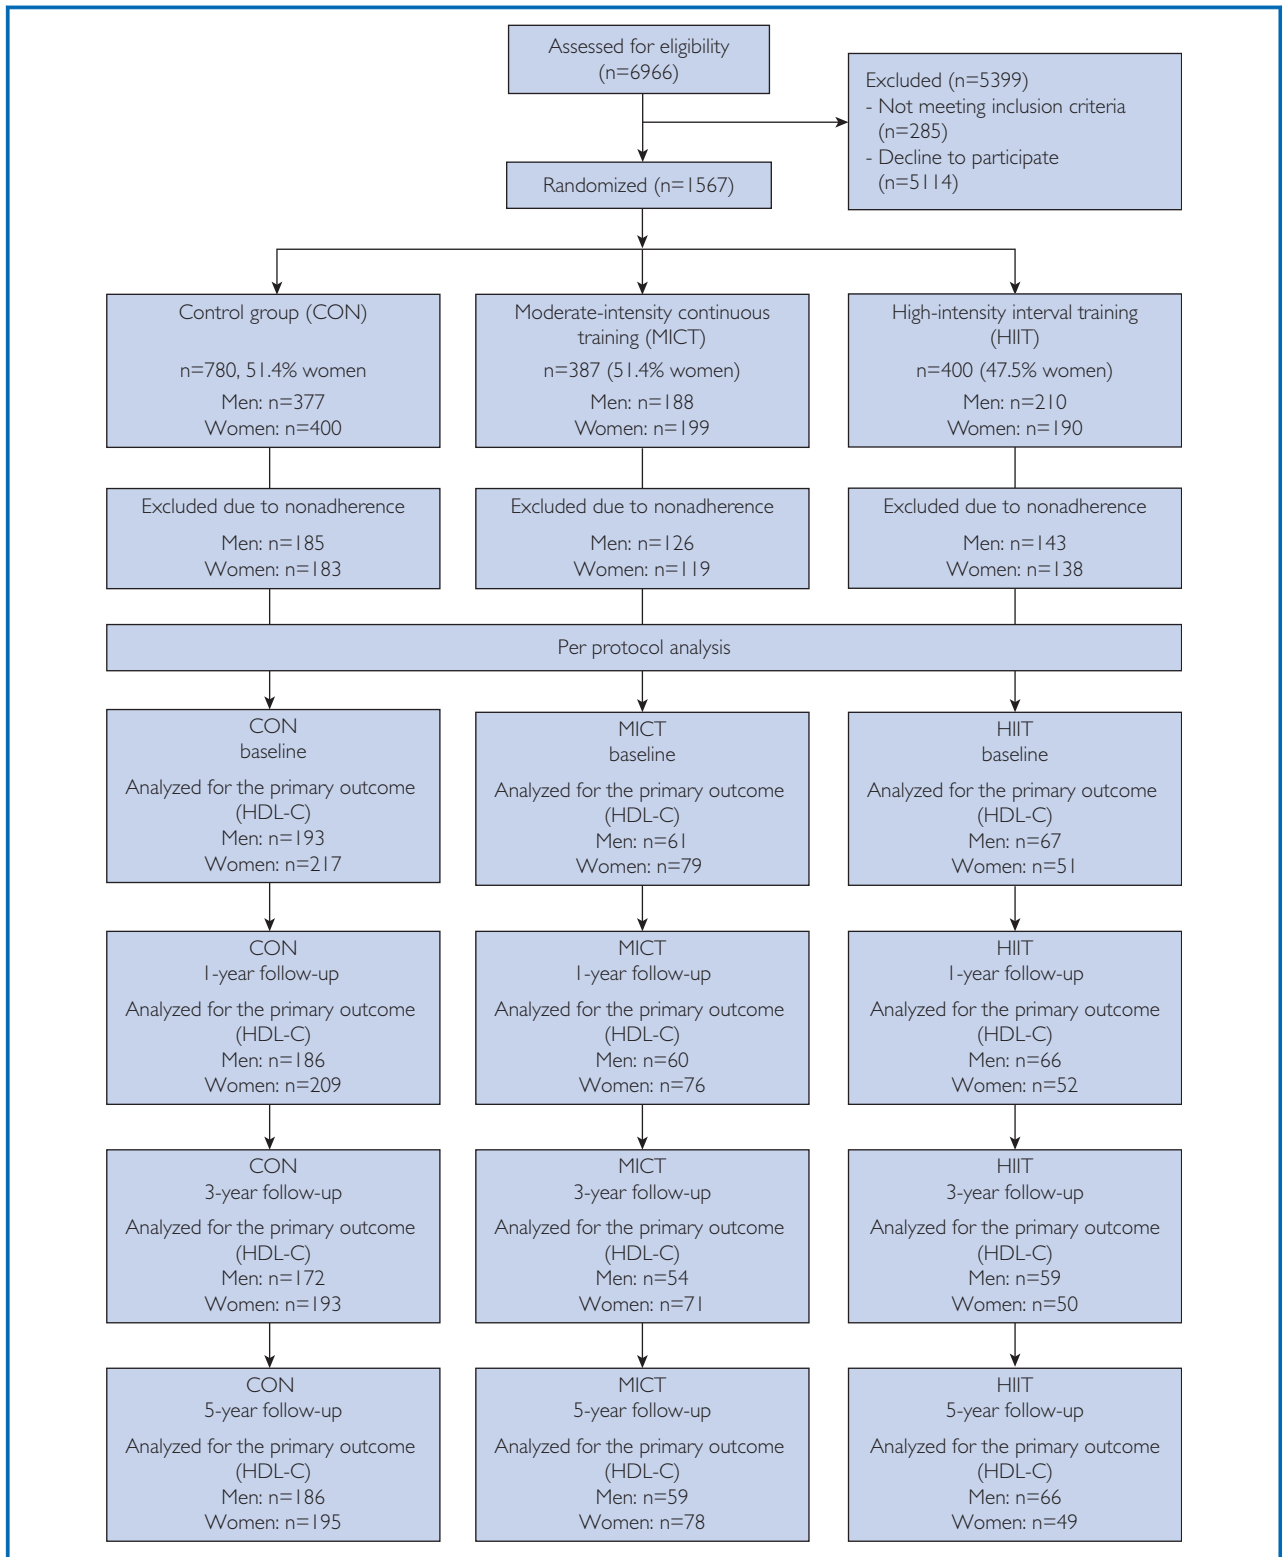 Assessed for eligibility
(n=6966)
Excluded (n=5399)
- Not meeting inclusion criteria
(n=285)
- Decline to participate
(n=5114)
Randomized (n=1567)
Control group (CON)
n=780, 51.4% women
Men: n=377
Women: n=400
Moderate-intensity continuous
training (MICT)
n=387 (51.4% women)
Men: n=188
Women: n=199
High-intensity interval training
(HIIT)
n=400 (47.5% women)
Men: n=210
Women: n=190
Excluded due to nonadherence
Men: n=185
Women: n=183
Excluded due to nonadherence
Men: n=126
Women: n=119
Excluded due to nonadherence
Men: n=143
Women: n=138
Per protocol analysis
CON
baseline
Analyzed for the primary outcome
(HDL-C)
Men: n=193
Women: n=217
MICT
baseline
Analyzed for the primary outcome
(HDL-C)
Men: n=61
Women: n=79
HIIT
baseline
Analyzed for the primary outcome
(HDL-C)
Men: n=67
Women: n=51
CON
1-year follow-up
Analyzed for the primary outcome
(HDL-C)
Men: n=186
Women: n=209
MICT
1-year follow-up
Analyzed for the primary outcome
(HDL-C)
Men: n=60
Women: n=76
HIIT
1-year follow-up
Analyzed for the primary outcome
(HDL-C)
Men: n=66
Women: n=52
CON
3-year follow-up
Analyzed for the primary outcome
(HDL-C)
Men: n=172
Women: n=193
MICT
3-year follow-up
Analyzed for the primary outcome
(HDL-C)
Men: n=54
Women: n=71
HIIT
3-year follow-up
Analyzed for the primary outcome
(HDL-C)
Men: n=59
Women: n=50
CON
5-year follow-up
Analyzed for the primary outcome
(HDL-C)
Men: n=186
Women: n=195
MICT
5-year follow-up
Analyzed for the primary outcome
(HDL-C)
Men: n=59
Women: n=78
HIIT
5-year follow-up
Analyzed for the primary outcome
(HDL-C)
Men: n=66
Women: n=49